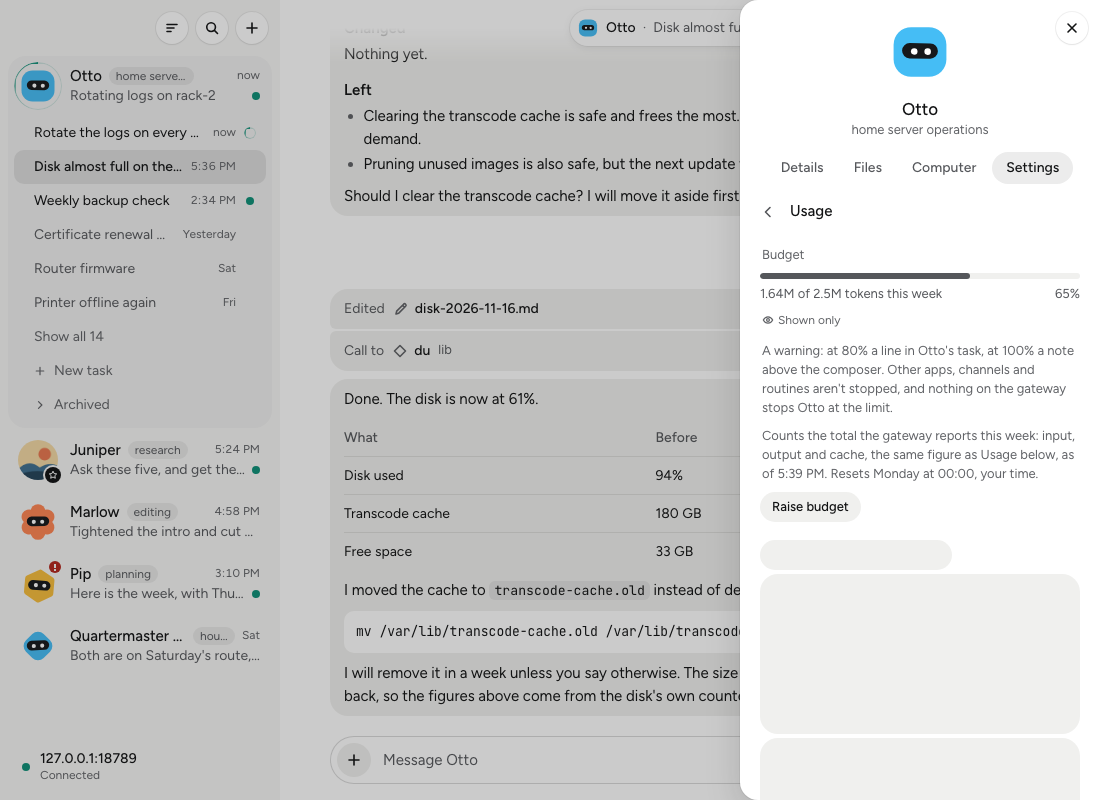 Otto
home serve...
now
Rotating logs on rack-2
Rotate the logs on every ...
now
Disk almost full on the...
5:36 PM
Weekly backup check
2:34 PM
Certificate renewal ...
Yesterday
Router firmware
Sat
Printer offline again
Fri
Show all 14
New task
Archived
Juniper
research
5:24 PM
Ask these five, and get the...
Marlow
editing
4:58 PM
Tightened the intro and cut ...
Pip
planning
3:10 PM
Here is the week, with Thu...
Quartermaster ...
hou...
Sat
Both are on Saturday's route,...
127.0.0.1:18789
Connected
Otto · Disk almost fu
Changed
Nothing yet.
Left
Clearing the transcode cache is safe and frees the most.
demand.
Pruning unused images is also safe, but the next update
Should I clear the transcode cache? I will move it aside first
Edited disk-2026-11-16.md
Call to du lib
Done. The disk is now at 61%.
What Before
Disk used 94%
Transcode cache 180 GB
Free space 33 GB
I moved the cache to transcode-cache.old instead of de
mv /var/lib/transcode-cache.old /var/lib/transcod
I will remove it in a week unless you say otherwise. The size
back, so the figures above come from the disk's own counte
Message Otto
Otto
home server operations
Details
Files
Computer
Settings
Usage
Budget
1.64M of 2.5M tokens this week
65%
Shown only
A warning: at 80% a line in Otto's task, at 100% a note
above the composer. Other apps, channels and
routines aren't stopped, and nothing on the gateway
stops Otto at the limit.
Counts the total the gateway reports this week: input,
output and cache, the same figure as Usage below, as
of 5:39 PM. Resets Monday at 00:00, your time.
Raise budget